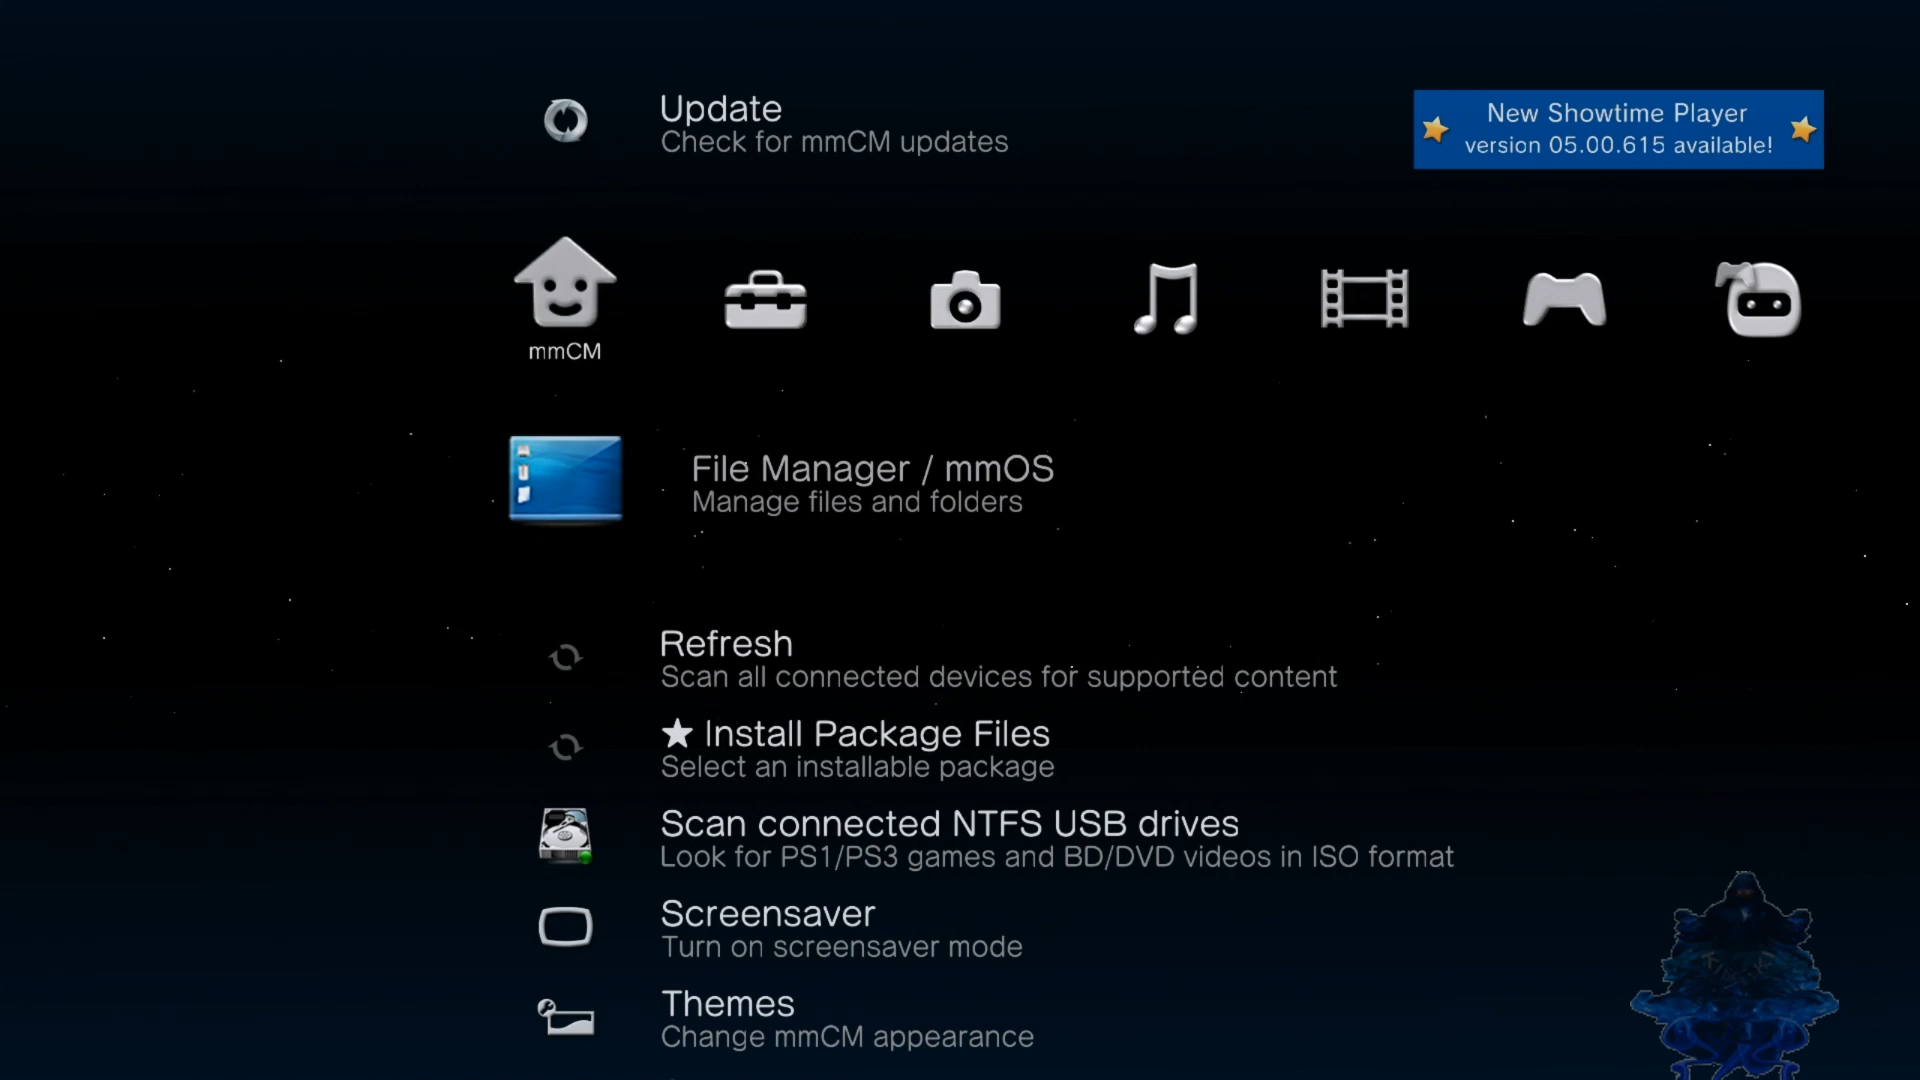 Update
Check for mmCM updates
New Showtime Player
version 05.00.615 available!
mmCM
File Manager / mmOS
Manage files and folders
Refresh
Scan all connected devices for supported content
★ Install Package Files
Select an installable package
Scan connected NTFS USB drives
Look for PS1/PS3 games and BD/DVD videos in ISO format
Screensaver
Turn on screensaver mode
Themes
Change mmCM appearance